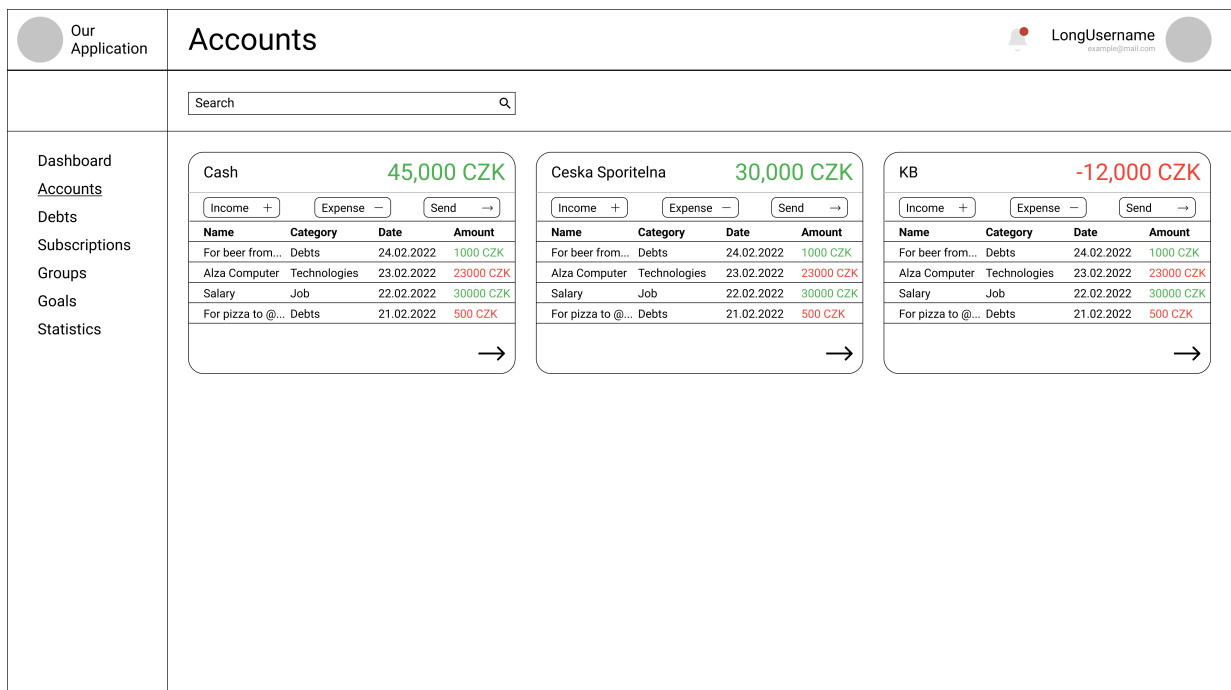 Our
Application
Accounts
LongUsername
example@mail.com
Search
Dashboard
Accounts
Debts
Subscriptions
Groups
Goals
Statistics
Cash 45,000 CZK
Income Expense Send
Name Category Date Amount
For beer from... Debts 24.02.2022 1000 CZK
Alza Computer Technologies 23.02.2022 23000 CZK
Salary Job 22.02.2022 30000 CZK
For pizza to @... Debts 21.02.2022 500 CZK
Ceska Sporitelna 30,000 CZK
Income Expense Send
Name Category Date Amount
For beer from... Debts 24.02.2022 1000 CZK
Alza Computer Technologies 23.02.2022 23000 CZK
Salary Job 22.02.2022 30000 CZK
For pizza to @... Debts 21.02.2022 500 CZK
KB -12,000 CZK
Income Expense Send
Name Category Date Amount
For beer from... Debts 24.02.2022 1000 CZK
Alza Computer Technologies 23.02.2022 23000 CZK
Salary Job 22.02.2022 30000 CZK
For pizza to @... Debts 21.02.2022 500 CZK